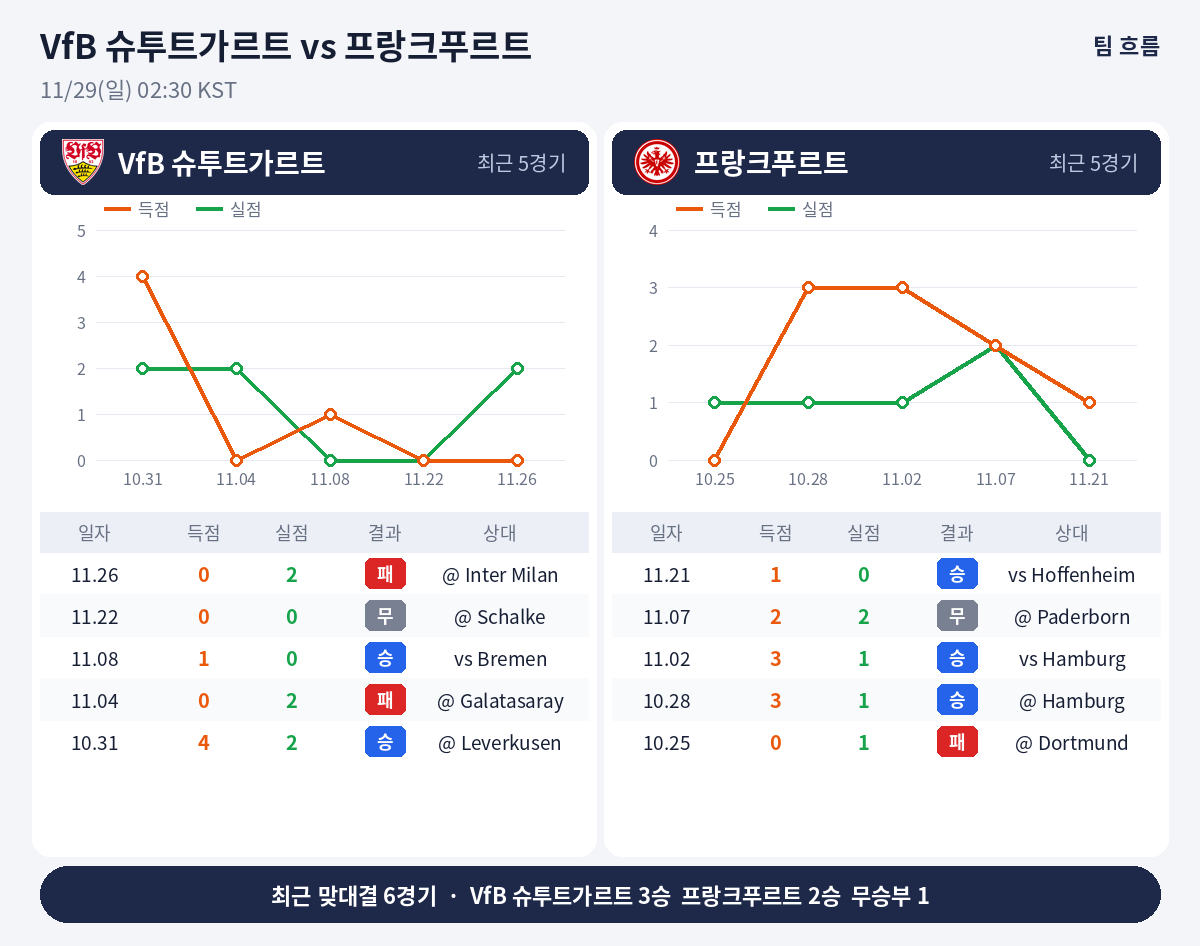 VfB 슈투트가르트 vs 프랑크푸르트
팀 흐름
11/29(일) 02:30 KST
VfB 슈투트가르트
최근 5경기
득점 실점
5
4
3
2
1
0
10.31 11.04 11.08 11.22 11.26
일자 득점 실점 결과 상대
11.26 0 2 패 @ Inter Milan
11.22 0 0 무 @ Schalke
11.08 1 0 승 vs Bremen
11.04 0 2 패 @ Galatasaray
10.31 4 2 승 @ Leverkusen
프랑크푸르트
최근 5경기
득점 실점
4
3
2
1
0
10.25 10.28 11.02 11.07 11.21
일자 득점 실점 결과 상대
11.21 1 0 승 vs Hoffenheim
11.07 2 2 무 @ Paderborn
11.02 3 1 승 vs Hamburg
10.28 3 1 승 @ Hamburg
10.25 0 1 패 @ Dortmund
최근 맞대결 6경기 · VfB 슈투트가르트 3승 프랑크푸르트 2승 무승부 1